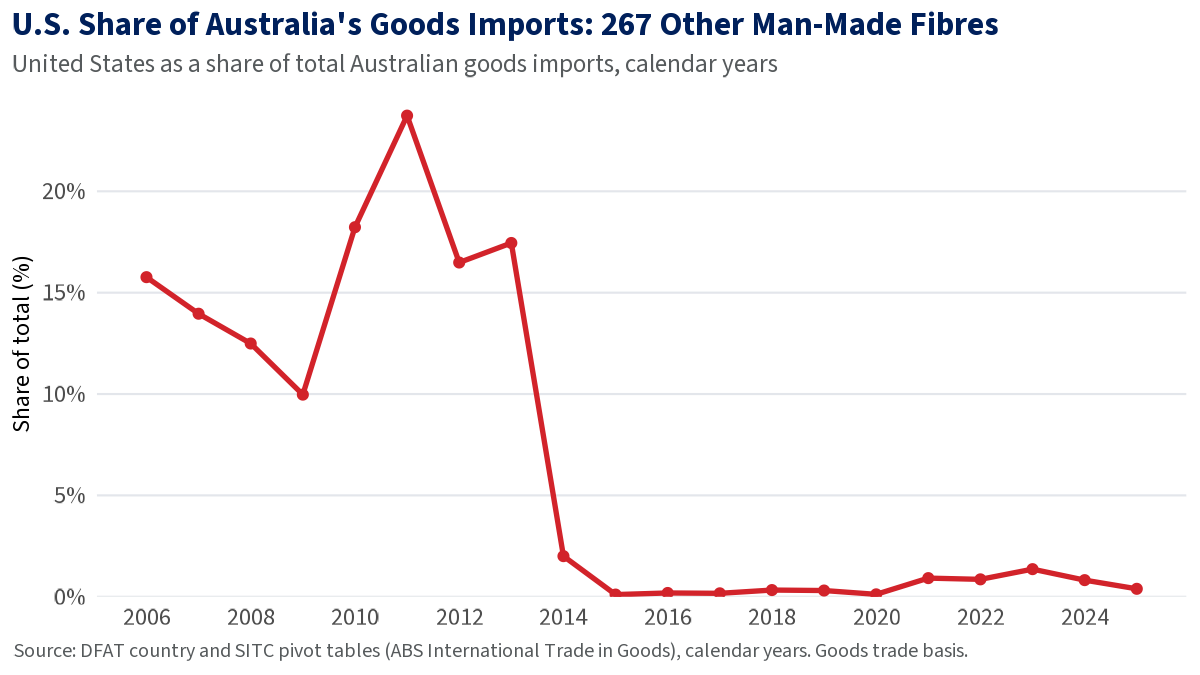 U.S. Share of Australia's Goods Imports: 267 Other Man-Made Fibres
United States as a share of total Australian goods imports, calendar years
Share of total (%)
20%
15%
10%
5%
0%
2006 2008 2010 2012 2014 2016 2018 2020 2022 2024
Source: DFAT country and SITC pivot tables (ABS International Trade in Goods), calendar years. Goods trade basis.